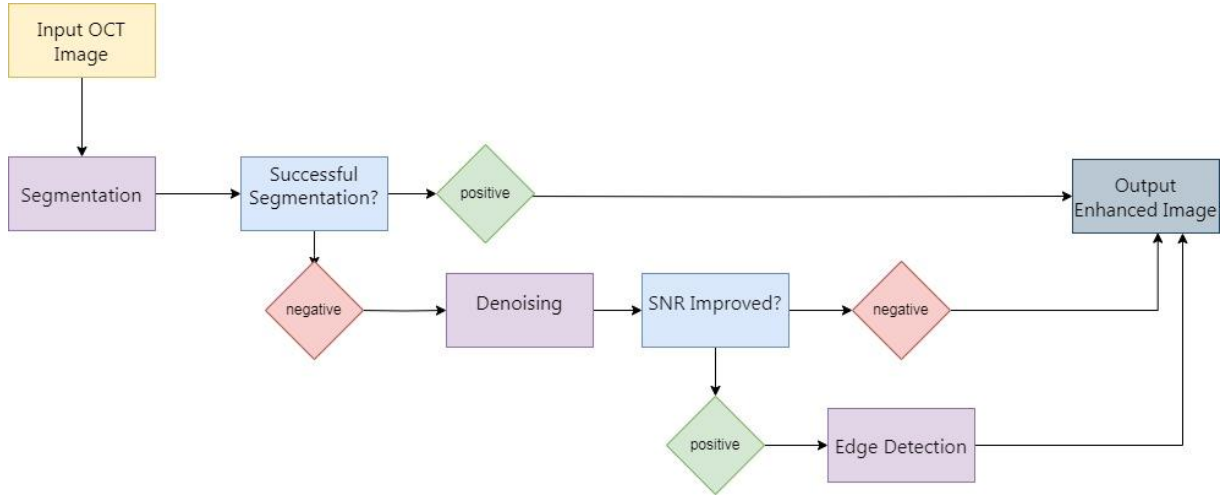 Input OCT
Image
Segmentation
Successful
Segmentation?
positive
Output
Enhanced Image
negative
Denoising
SNR Improved?
negative
positive
Edge Detection